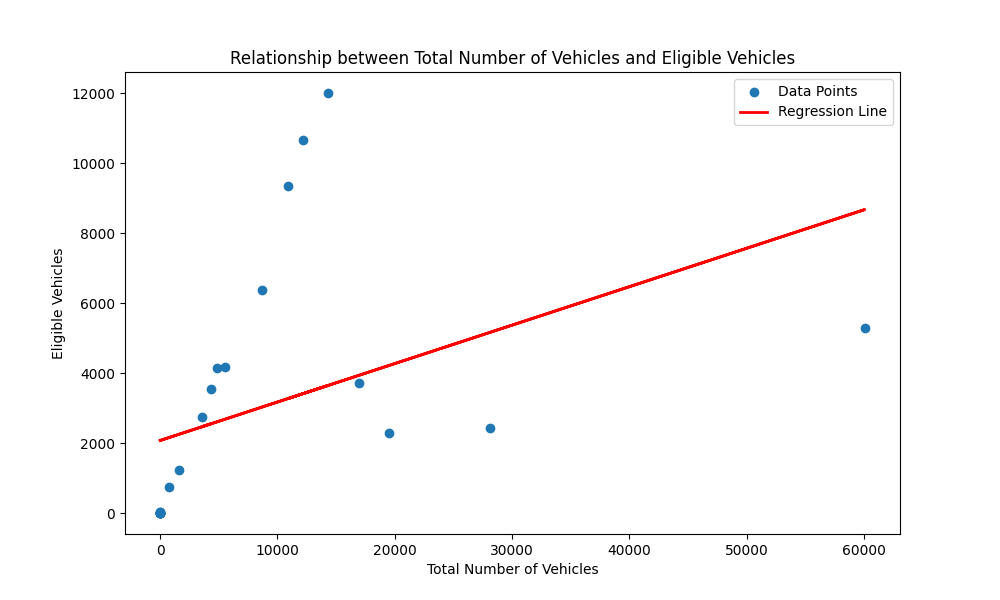 Relationship between Total Number of Vehicles and Eligible Vehicles
Data Points
Regression Line
12000
10000
8000
6000
4000
2000
0
Eligible Vehicles
0 10000 20000 30000 40000 50000 60000
Total Number of Vehicles